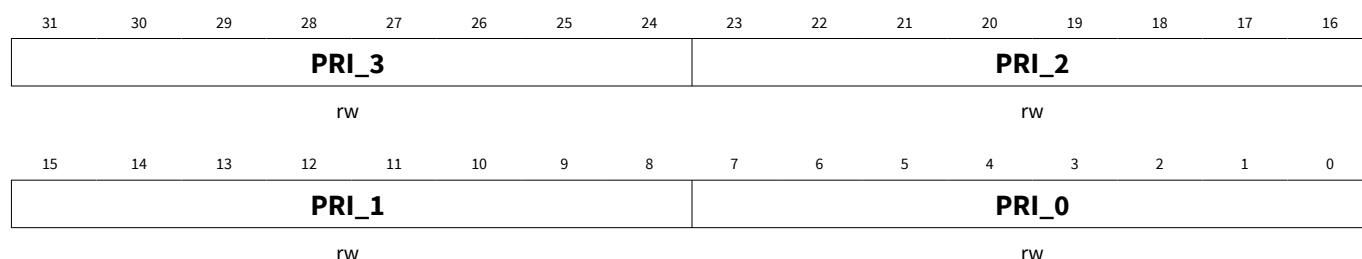 31 30 29 28 27 26 25 24 23 22 21 20 19 18 17 16
PRI_3 PRI_2
rw rw
15 14 13 12 11 10 9 8 7 6 5 4 3 2 1 0
PRI_1 PRI_0
rw rw